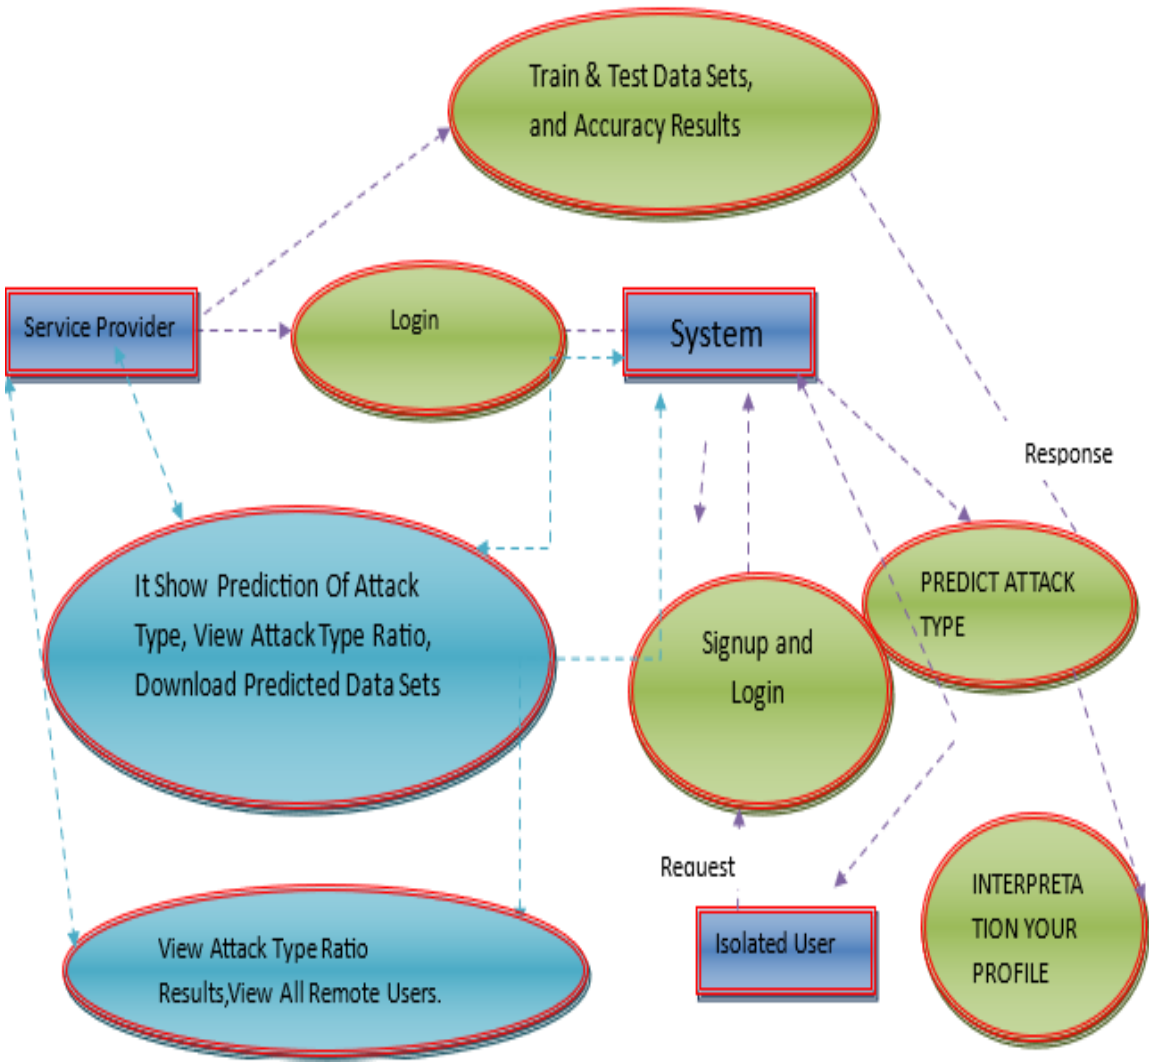 Train & Test Data Sets,
and Accuracy Results
Service Provider
Login
System
Response
It Show Prediction Of Attack
Type, View Attack Type Ratio,
Download Predicted Data Sets
PREDICT ATTACK
TYPE
Signup and
Login
Request
Isolated User
INTERPRETA
TION YOUR
PROFILE
View Attack Type Ratio
Results,View All Remote Users.